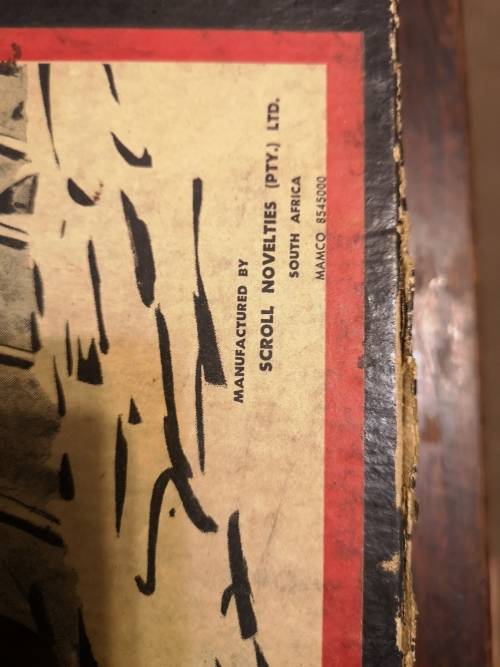 MANUFACTURED BY
SCROLL NOVELTIES (PTY.) LTD.
SOUTH AFRICA
MAMCO 8545000